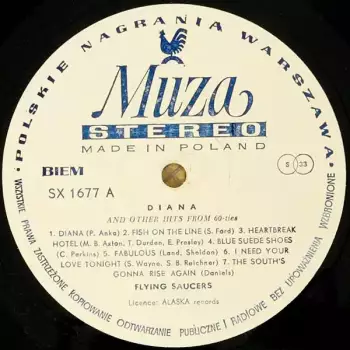 POLSKIE NAGRANIA WARSZAWA
Muza
STEREO
MADE IN POLAND
BIEM
S 33
SX 1677 A
DIANA
AND OTHER HITS FROM 60-ties
1. DIANA (P. Anka) 2. FISH ON THE LINE (S. Ford) 3. HEARTBREAK
HOTEL (M. B. Axton, T. Durden, E. Presley) 4. BLUE SUEDE SHOES
(C. Perkins) 5. FABULOUS (Land, Sheldon) 6. I NEED YOUR
LOVE TONIGHT (S. Wayne, S. B. Reichner) 7. THE SOUTH'S
GONNA RISE AGAIN (Daniels)
FLYING SAUCERS
Licence: ALASKA records
WSZYSTKIE PRAWA ZASTRZEŻONE KOPIOWANIE ODTWARZANIE PUBLICZNE I RADIOWE BEZ UPOWAŻNIENIA WZBRONIONE